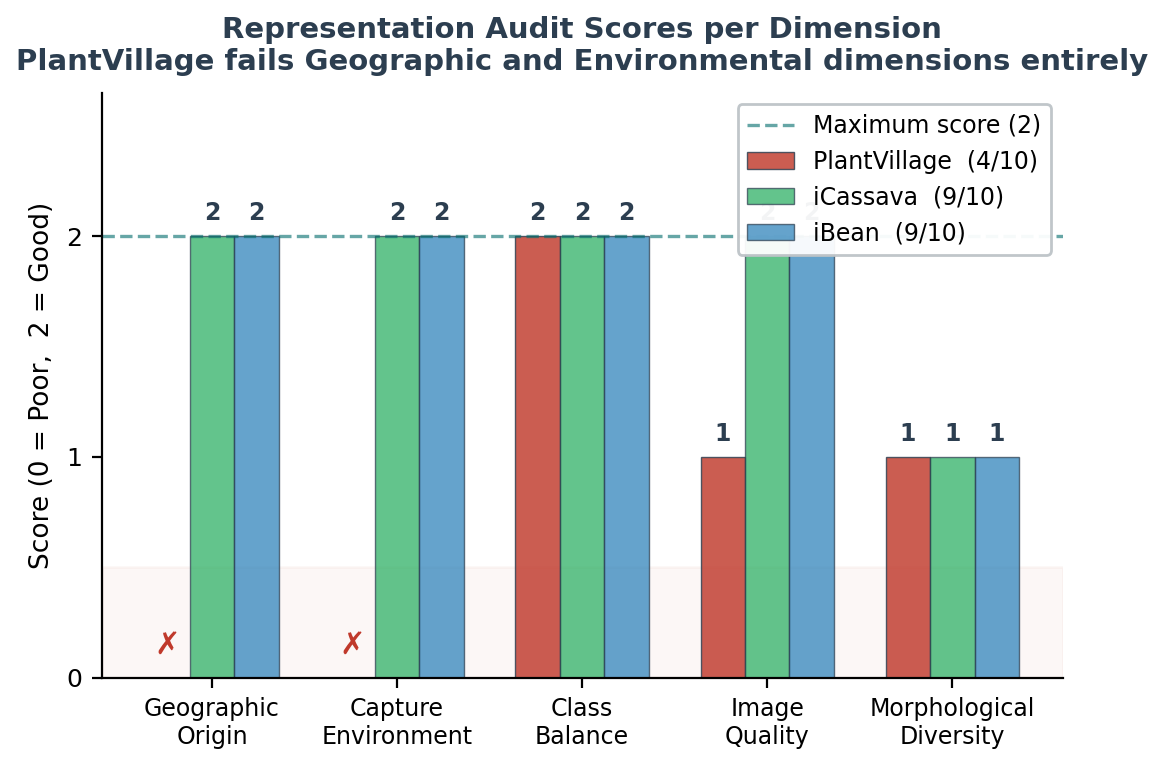 Representation Audit Scores per Dimension
PlantVillage fails Geographic and Environmental dimensions entirely
Maximum score (2)
PlantVillage (4/10)
iCassava (9/10)
iBean (9/10)
Score (0 = Poor, 2 = Good)
2
1
0
✗ 2 2
✗ 2 2
2 2 2
1 2 2
1 1 1
Geographic
Origin
Capture
Environment
Class
Balance
Image
Quality
Morphological
Diversity